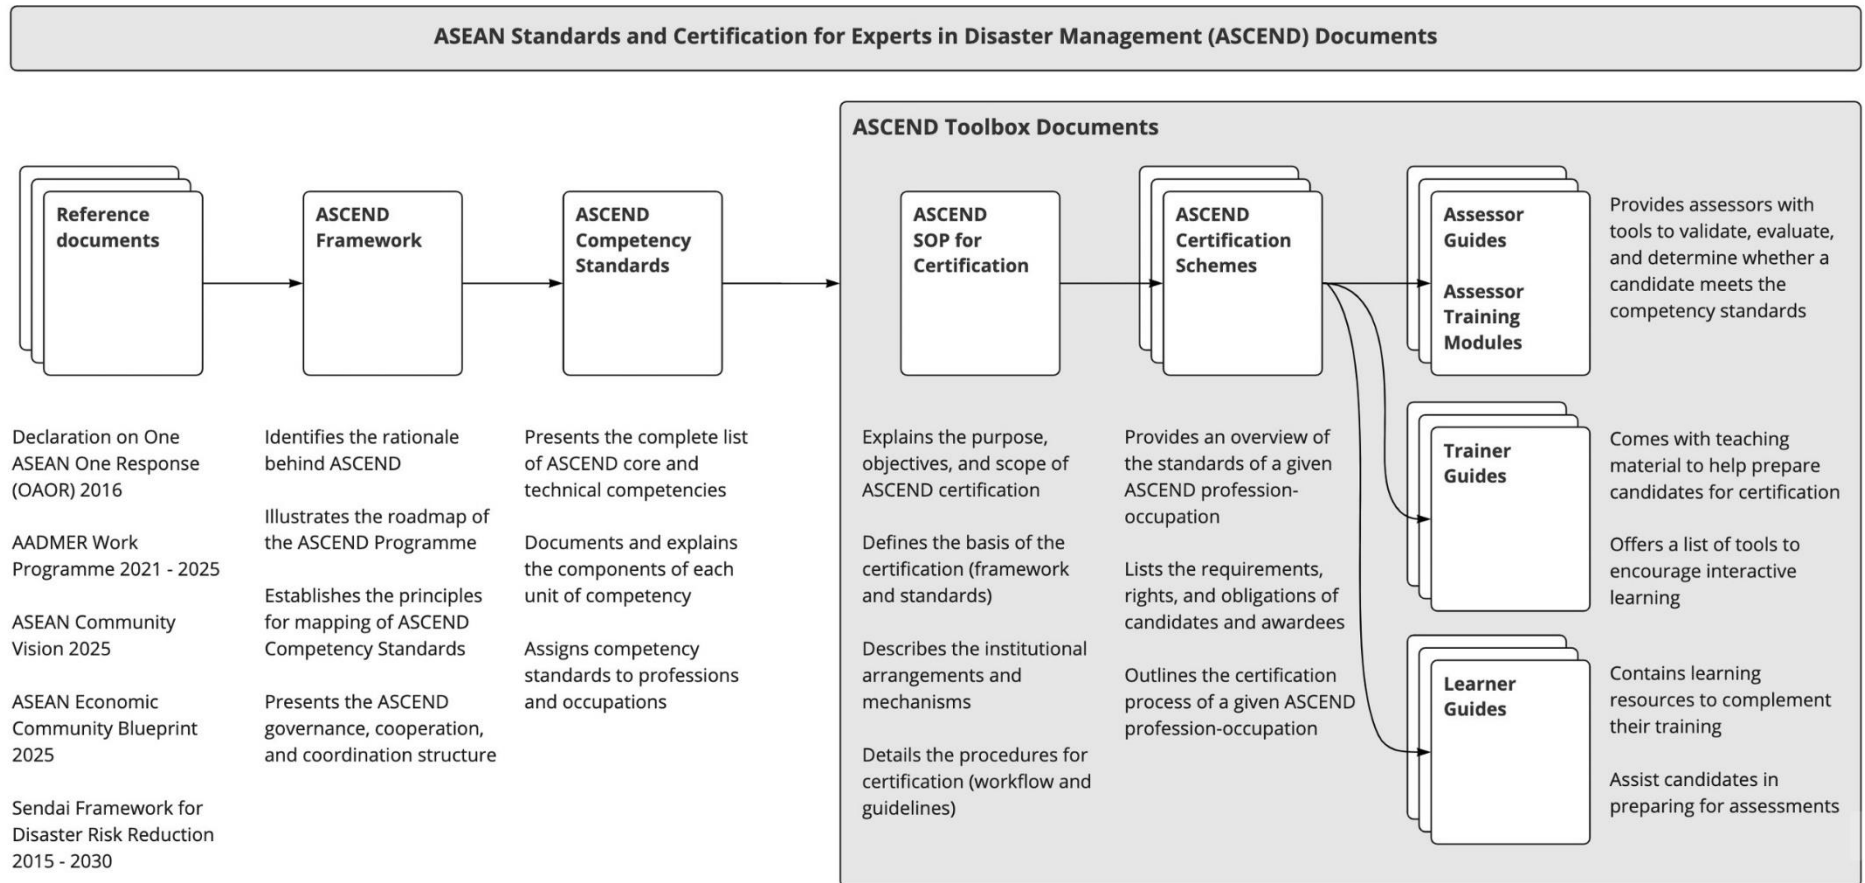 ASEAN Standards and Certification for Experts in Disaster Management (ASCEND) Documents
ASCEND Toolbox Documents
Reference
documents
ASCEND
Framework
ASCEND
Competency
Standards
ASCEND
SOP for
Certification
ASCEND
Certification
Schemes
Assessor
Guides
Assessor
Training
Modules
Provides assessors with
tools to validate, evaluate,
and determine whether a
candidate meets the
competency standards
Declaration on One
ASEAN One Response
(OAOR) 2016
AADMER Work
Programme 2021 - 2025
ASEAN Community
Vision 2025
ASEAN Economic
Community Blueprint
2025
Sendai Framework for
Disaster Risk Reduction
2015 - 2030
Identifies the rationale
behind ASCEND
Illustrates the roadmap of
the ASCEND Programme
Establishes the principles
for mapping of ASCEND
Competency Standards
Presents the ASCEND
governance, cooperation,
and coordination structure
Presents the complete list
of ASCEND core and
technical competencies
Documents and explains
the components of each
unit of competency
Assigns competency
standards to professions
and occupations
Explains the purpose,
objectives, and scope of
ASCEND certification
Defines the basis of the
certification (framework
and standards)
Describes the institutional
arrangements and
mechanisms
Details the procedures for
certification (workflow and
guidelines)
Provides an overview of
the standards of a given
ASCEND profession-
occupation
Lists the requirements,
rights, and obligations of
candidates and awardees
Outlines the certification
process of a given ASCEND
profession-occupation
Trainer
Guides
Comes with teaching
material to help prepare
candidates for certification
Offers a list of tools to
encourage interactive
learning
Learner
Guides
Contains learning
resources to complement
their training
Assist candidates in
preparing for assessments